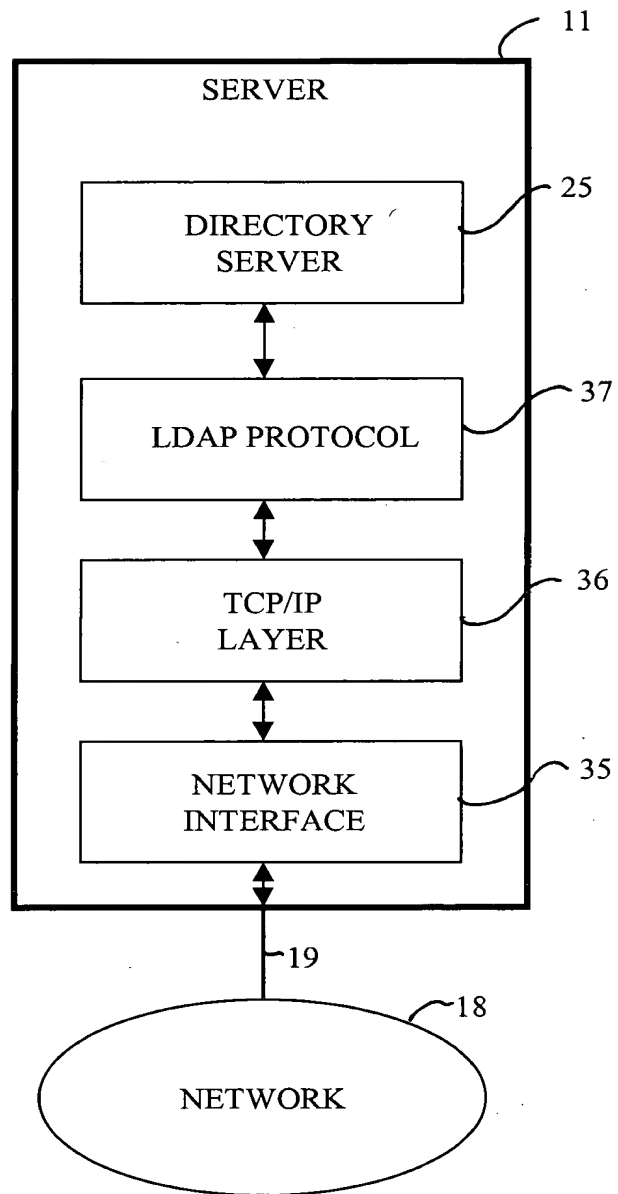 11
SERVER
25
DIRECTORY
SERVER
37
LDAP PROTOCOL
36
TCP/IP
LAYER
35
NETWORK
INTERFACE
19
18
NETWORK